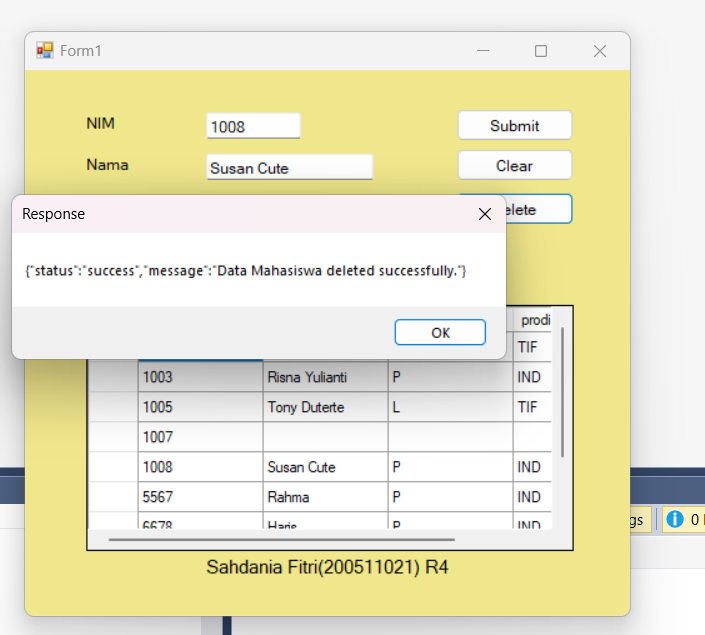 Form1
NIM 1008 Submit
Nama Susan Cute Clear
elete
Response
{"status":"success","message":"Data Mahasiswa deleted successfully."}
OK
prodi
TIF
1003 Risna Yulianti P IND
1005 Tony Duterte L TIF
1007
1008 Susan Cute P IND
5567 Rahma P IND
6678 Haris P IND
gs 0
Sahdania Fitri(200511021) R4